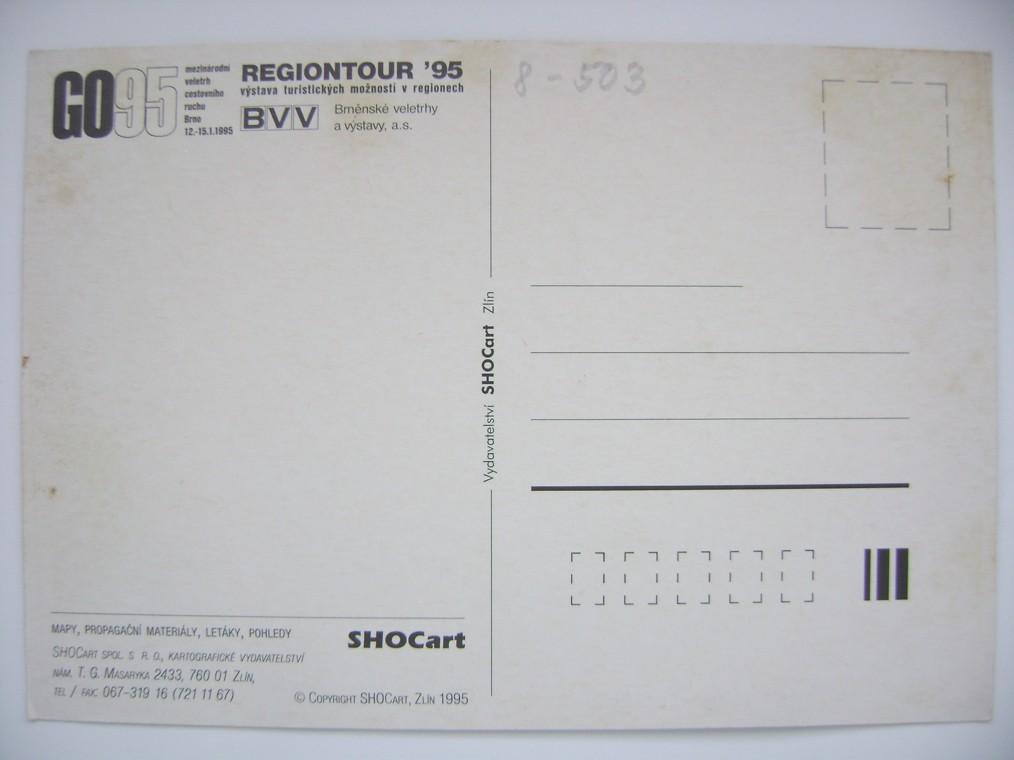 GO95
mezinárodní
veletrh
cestovního
ruchu
Brno
12.-15.1.1995
REGIONTOUR '95
výstava turistických možností v regionech
BVV
Brněnské veletrhy
a výstavy, a.s.
8 - 503
Vydavatelství SHOCart Zlín
MAPY, PROPAGAČNÍ MATERIÁLY, LETÁKY, POHLEDY
SHOCART SPOL. S R. O., KARTOGRAFICKÉ VYDAVATELSTVÍ
NÁM. T. G. MASARYKA 2433, 760 01 ZLÍN,
TEL / FAX: 067-319 16 (721 11 67)
SHOCart
© COPYRIGHT SHOCART, ZLÍN 1995